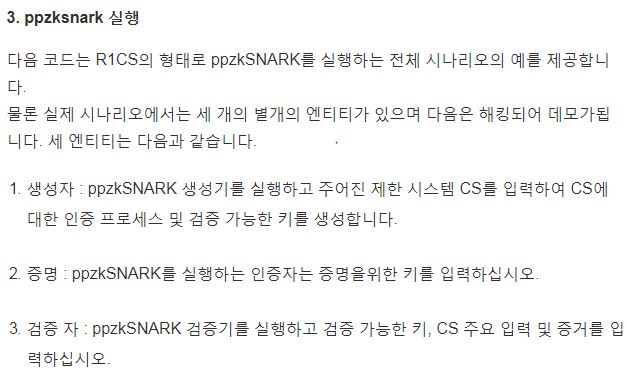 3. ppzksnark 실행
다음 코드는 R1CS의 형태로 ppzkSNARK를 실행하는 전체 시나리오의 예를 제공합니
다.
물론 실제 시나리오에서는 세 개의 별개의 엔티티가 있으며 다음은 해킹되어 데모가됩
니다. 세 엔티티는 다음과 같습니다.
1. 생성자 : ppzkSNARK 생성기를 실행하고 주어진 제한 시스템 CS를 입력하여 CS에
대한 인증 프로세스 및 검증 가능한 키를 생성합니다.
2. 증명 : ppzkSNARK를 실행하는 인증자는 증명을위한 키를 입력하십시오.
3. 검증 자 : ppzkSNARK 검증기를 실행하고 검증 가능한 키, CS 주요 입력 및 증거를 입
력하십시오.